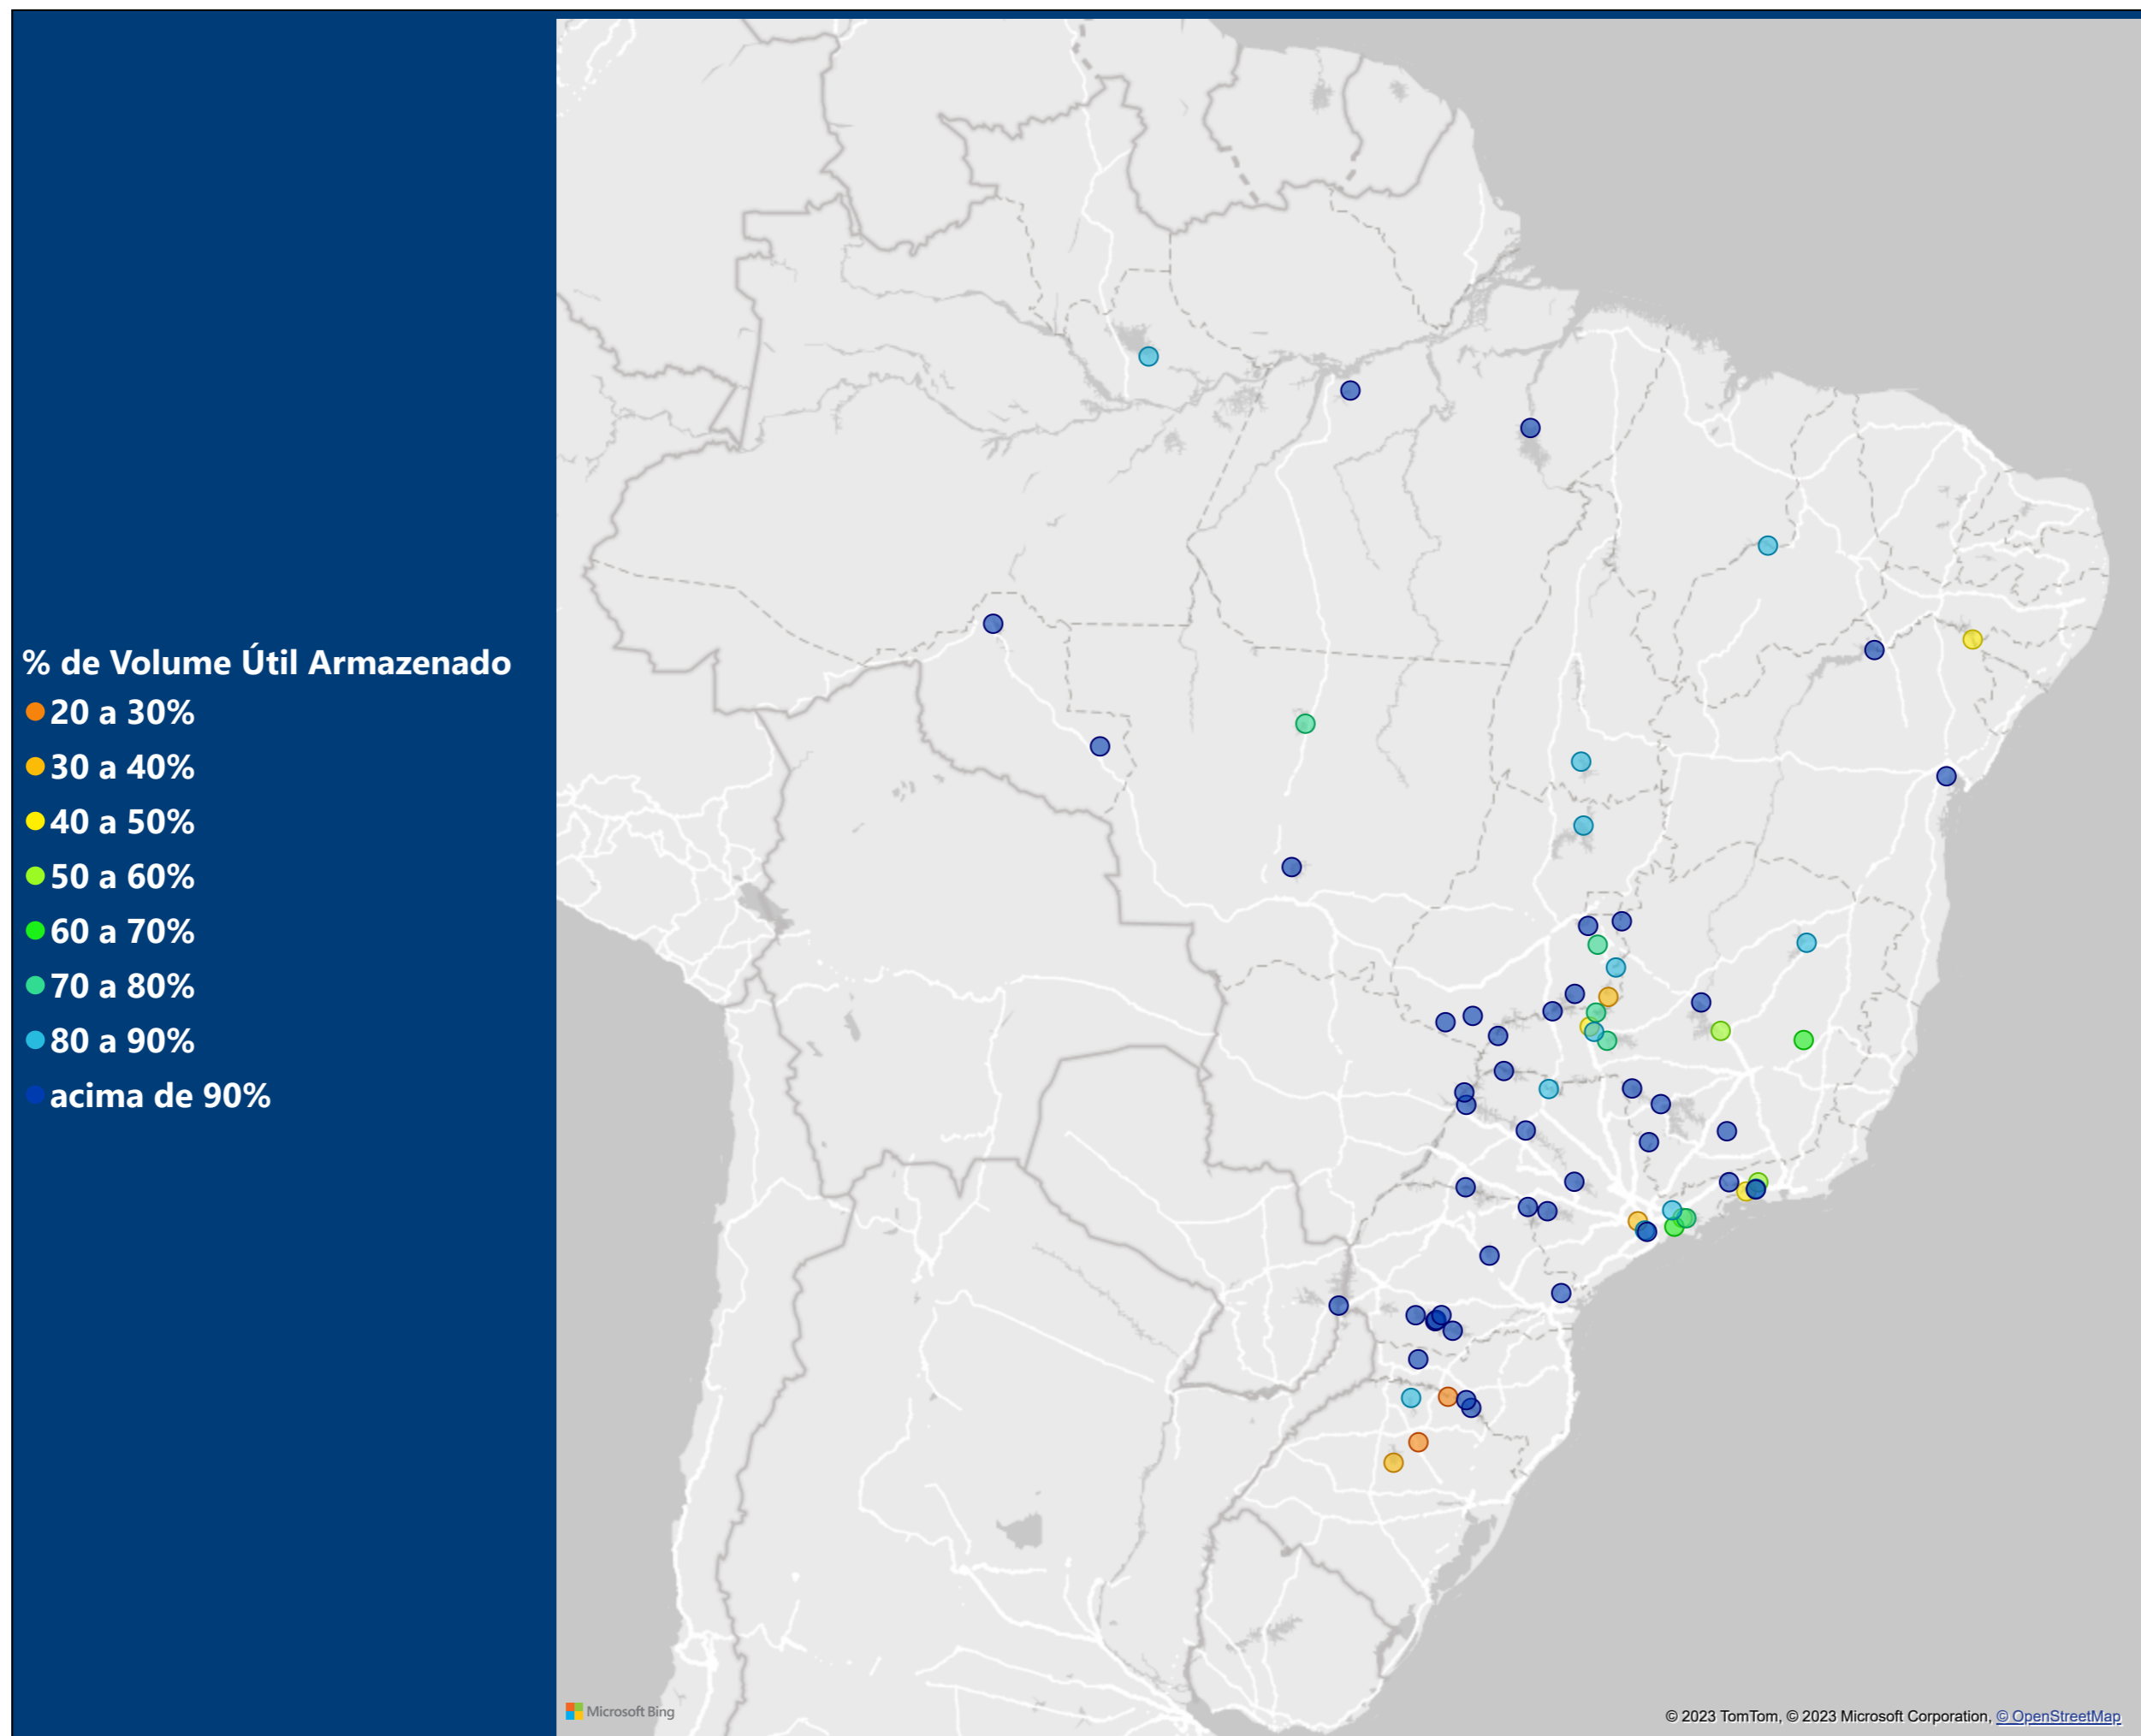 % de Volume Útil Armazenado
20 a 30%
30 a 40%
40 a 50%
50 a 60%
60 a 70%
70 a 80%
80 a 90%
acima de 90%
Microsoft Bing
© 2023 TomTom, © 2023 Microsoft Corporation, © OpenStreetMap